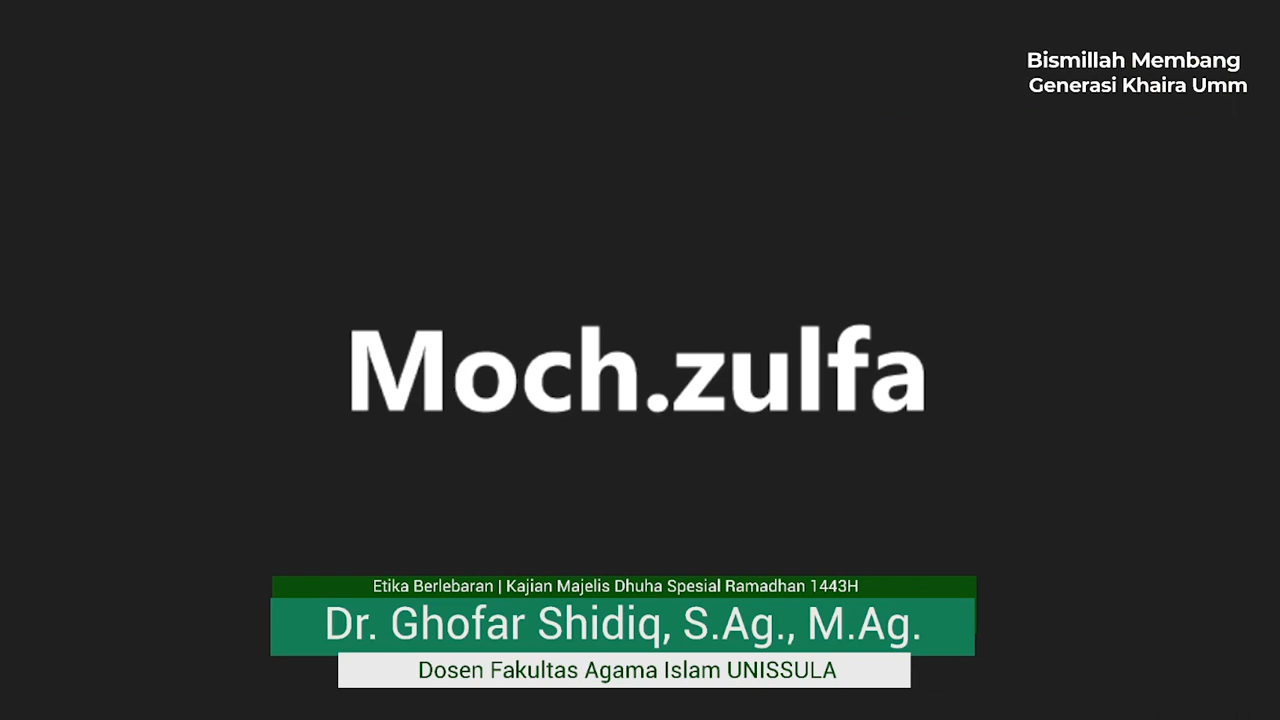 Bismillah Membang
Generasi Khaira Umm
Moch.zulfa
Etika Berlebaran | Kajian Majelis Dhuha Spesial Ramadhan 1443H
Dr. Ghofar Shidiq, S.Ag., M.Ag.
Dosen Fakultas Agama Islam UNISSULA